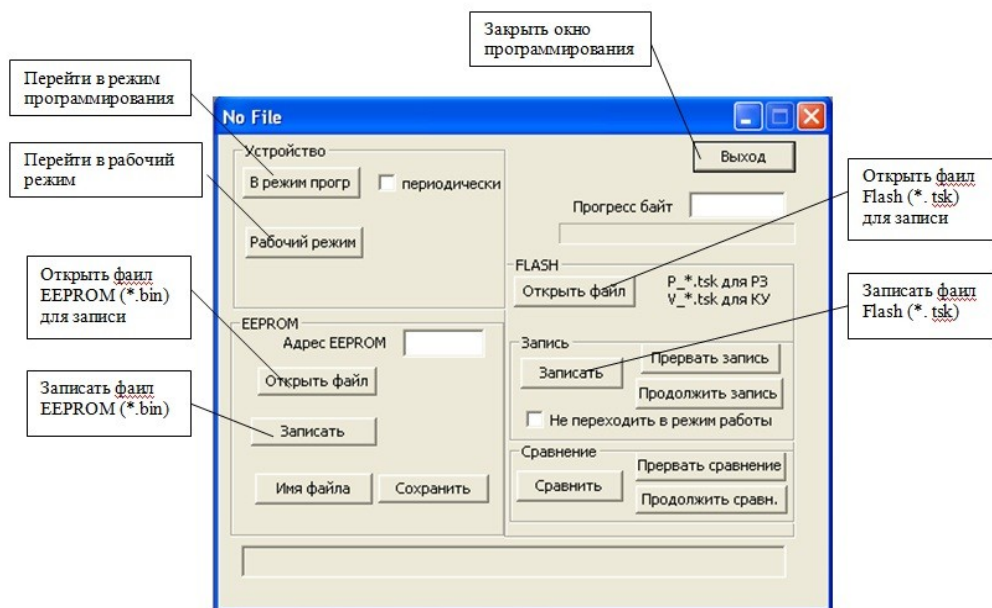 Закрыть окно
программирования
Перейти в режим
программирования
No File
Устройство
Выход
Перейти в рабочий
режим
В режим прогр
периодически
Открыть фаил
Flash (*. tsk)
для записи
Прогресс байт
Рабочий режим
Открыть фаил
EEPROM (*.bin)
для записи
FLASH
Открыть файл
P_*.tsk для РЗ
V_*.tsk для КУ
Записать фаил
Flash (*. tsk)
EEPROM
Адрес EEPROM
Запись
Прервать запись
Записать
Открыть файл
Продолжить запись
Записать фаил
EEPROM (*.bin)
Не переходить в режим работы
Записать
Сравнение
Прервать сравнение
Сравнить
Имя файла
Сохранить
Продолжить сравн.